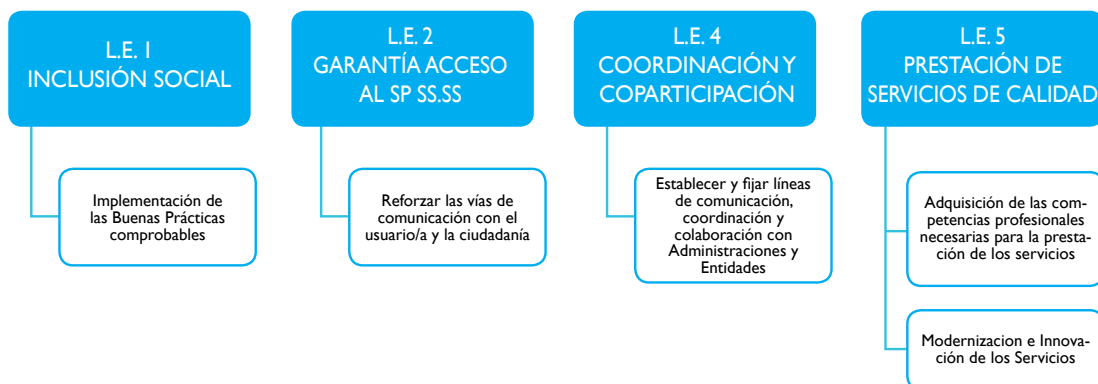 L.E. 1
INCLUSIÓN SOCIAL
Implementación de
las Buenas Prácticas
comprobables
L.E. 2
GARANTÍA ACCESO
AL SP SS.SS
Reforzar las vías de
comunicación con el
usuario/a y la ciudadanía
L.E. 4
COORDINACIÓN Y
COPARTICIPACIÓN
Establecer y fijar líneas
de comunicación,
coordinación y
colaboración con
Administraciones y
Entidades
L.E. 5
PRESTACIÓN DE
SERVICIOS DE CALIDAD
Adquisición de las com-
petencias profesionales
necesarias para la presta-
ción de los servicios
Modernizacion e Innova-
ción de los Servicios